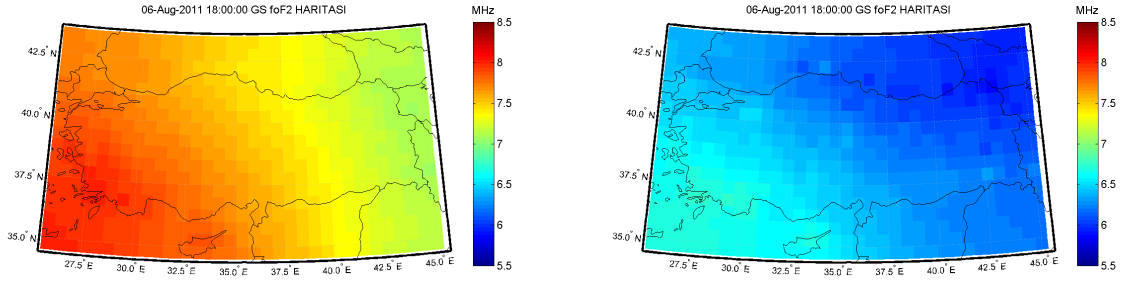 06-Aug-2011 18:00:00 GS foF2 HARITASI
MHz
8.5
8
7.5
7
6.5
6
5.5
42.5° N
40.0° N
37.5° N
35.0° N
27.5° E
30.0° E
32.5° E
35.0° E
37.5° E
40.0° E
42.5° E
45.0° E
06-Aug-2011 18:00:00 GS foF2 HARITASI
MHz
8.5
8
7.5
7
6.5
6
5.5
42.5° N
40.0° N
37.5° N
35.0° N
27.5° E
30.0° E
32.5° E
35.0° E
37.5° E
40.0° E
42.5° E
45.0° E